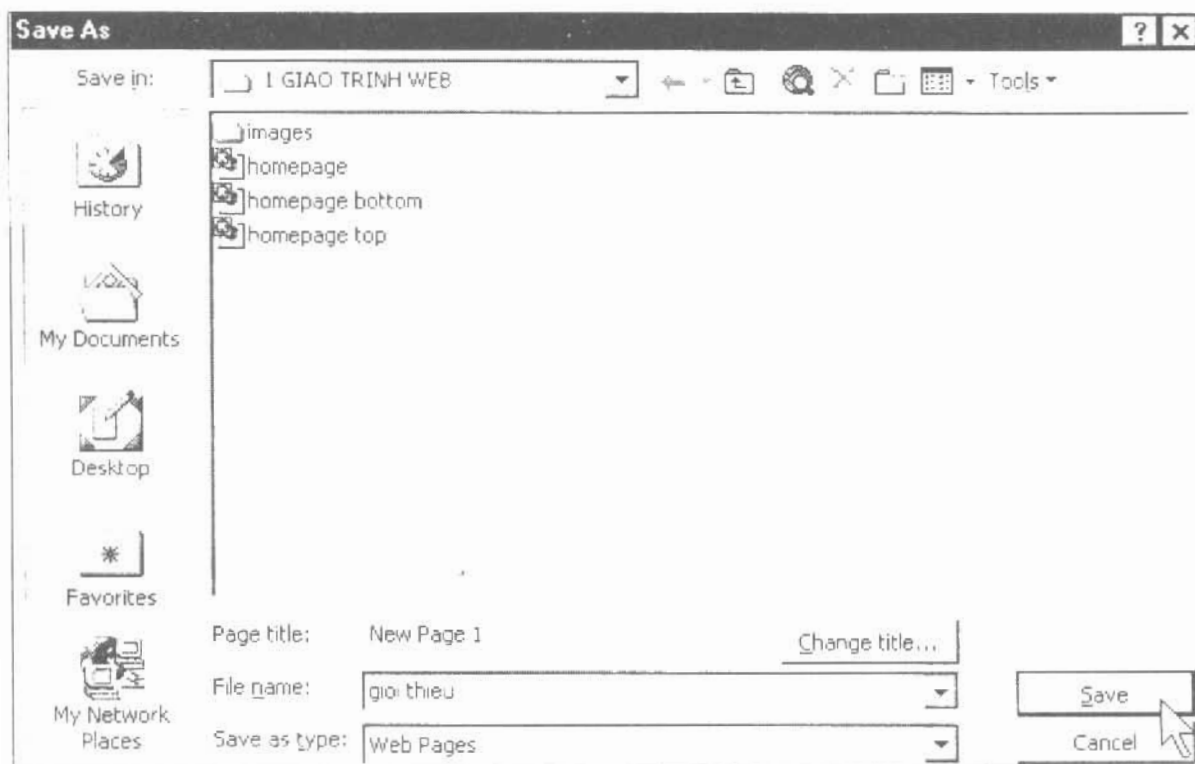 Save As
Save in:
1 GIAO TRINH WEB
Tools
images
homepage
homepage bottom
homepage top
History
My Documents
Desktop
Favorites
My Network
Places
Page title:
New Page 1
Change title...
File name:
gioi thieu
Save
Save as type:
Web Pages
Cancel